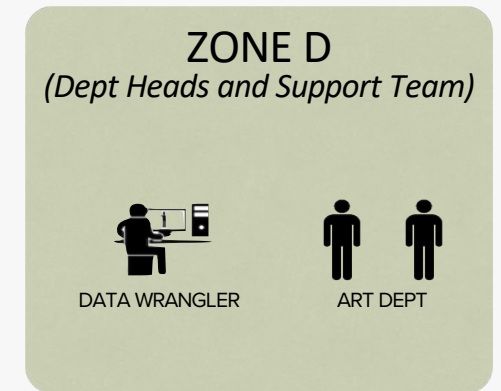 ZONE D
(Dept Heads and Support Team)
DATA WRANGLER
ART DEPT